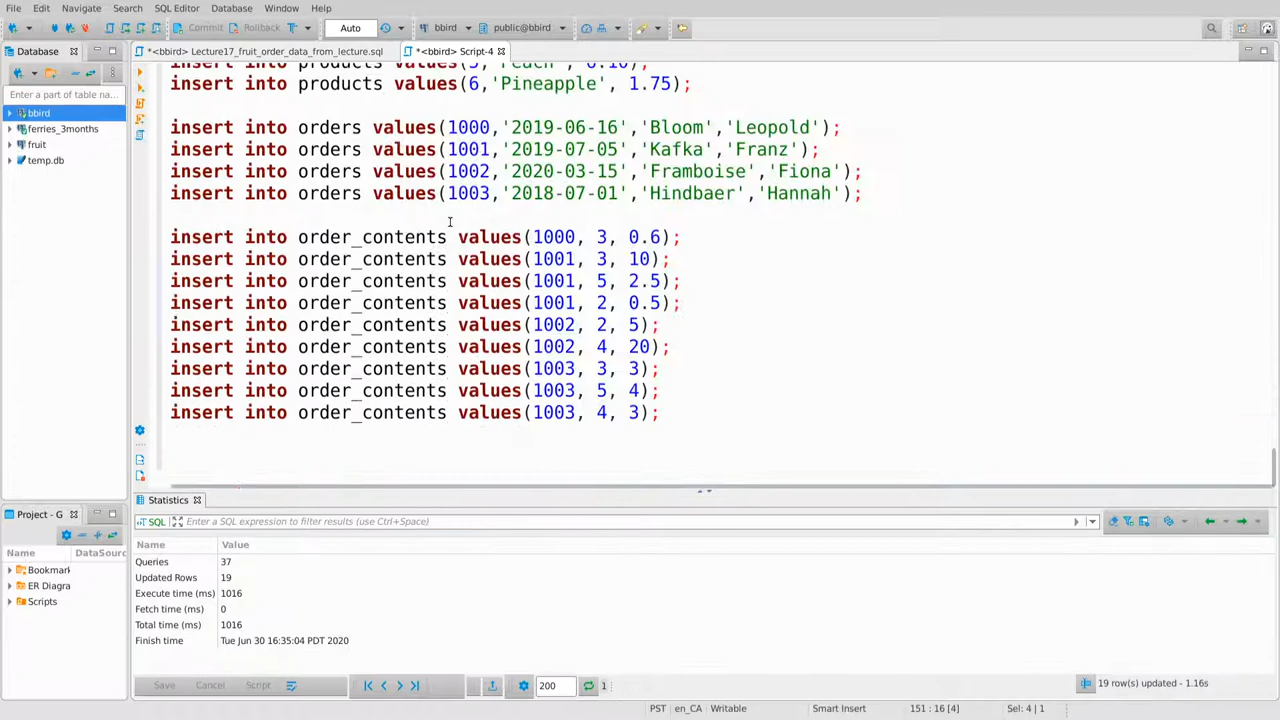 File Edit Navigate Search SQL Editor Database Window Help
Commit Rollback Auto bbird public@bbird
Database *<bbird> Lecture17_fruit_order_data_from_lecture.sql *<bbird> Script-4
Enter a part of table na...
bbird
ferries_3months
fruit
temp.db
insert into products values(5,'Peach', 6.10);
insert into products values(6,'Pineapple', 1.75);
insert into orders values(1000,'2019-06-16','Bloom','Leopold');
insert into orders values(1001,'2019-07-05','Kafka','Franz');
insert into orders values(1002,'2020-03-15','Framboise','Fiona');
insert into orders values(1003,'2018-07-01','Hindbaer','Hannah');
insert into order_contents values(1000, 3, 0.6);
insert into order_contents values(1001, 3, 10);
insert into order_contents values(1001, 5, 2.5);
insert into order_contents values(1001, 2, 0.5);
insert into order_contents values(1002, 2, 5);
insert into order_contents values(1002, 4, 20);
insert into order_contents values(1003, 3, 3);
insert into order_contents values(1003, 5, 4);
insert into order_contents values(1003, 4, 3);
Project - G
Name DataSourc
Bookmark
ER Diagra
Scripts
Statistics
SQL Enter a SQL expression to filter results (use Ctrl+Space)
Name Value
Queries 37
Updated Rows 19
Execute time (ms) 1016
Fetch time (ms) 0
Total time (ms) 1016
Finish time Tue Jun 30 16:35:04 PDT 2020
Save Cancel Script 200 1 19 row(s) updated - 1.16s
PST en_CA Writable Smart Insert 151 : 16 [4] Sel: 4 | 1